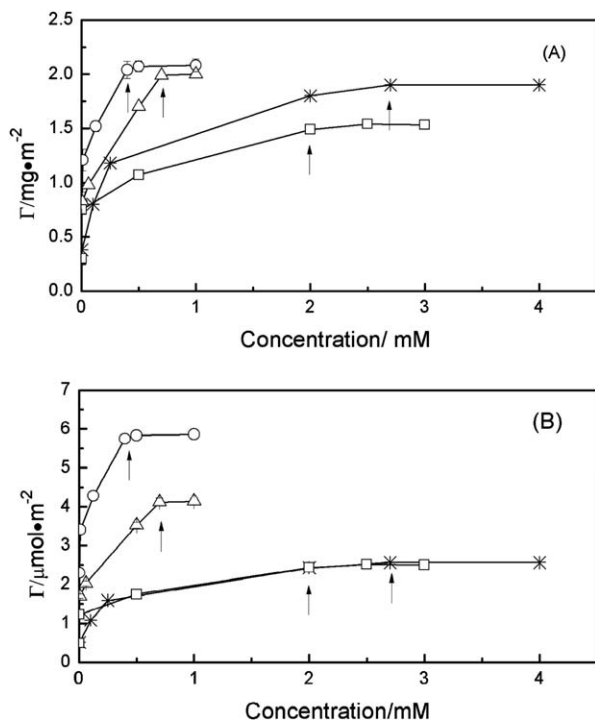 (A)
Γ/mg•m-2
2.5
2.0
1.5
1.0
0.5
0.0
0 1 2 3 4
Concentration/ mM
(B)
Γ/μmol•m-2
7
6
5
4
3
2
1
0
0 1 2 3 4
Concentration/mM